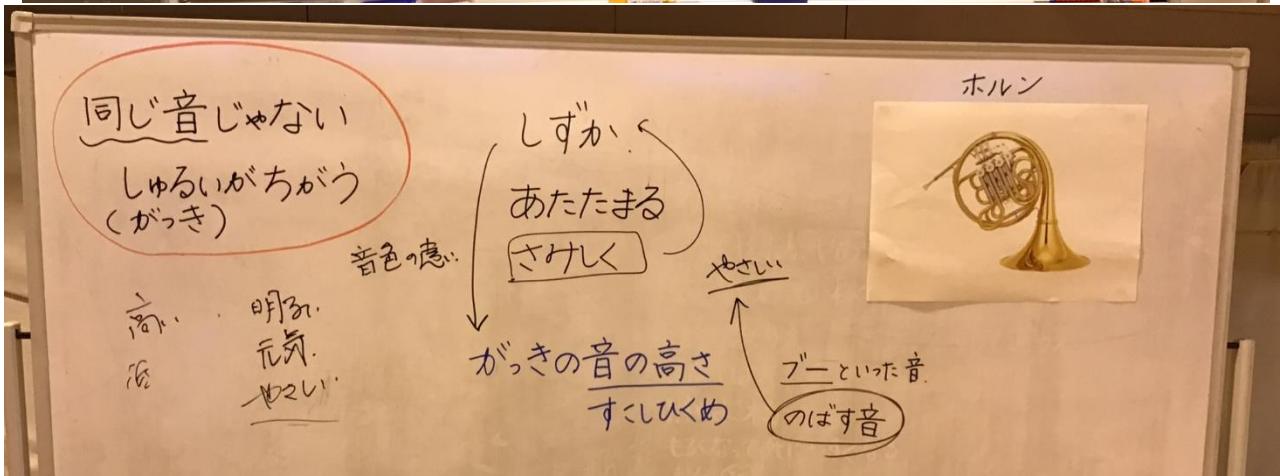 同じ音じゃない
しゅるいがちがう
(がっき)
高い
低
明るい
元気
やさしい
音色の違い
しずか
あたたまる
さみしく
がっきの音の高さ
すこしひくめ
やさしい
ブーといった音
のばす音
ホルン